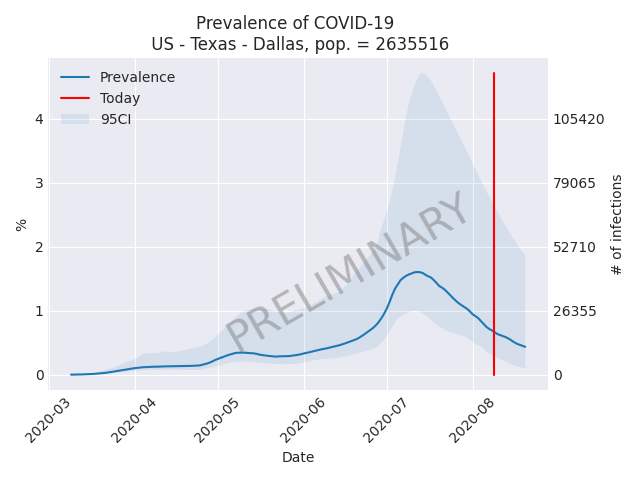 Prevalence of COVID-19
US - Texas - Dallas, pop. = 2635516
Prevalence
Today
95CI
4
3
2
1
0
%
105420
79065
52710
26355
0
# of infections
PRELIMINARY
2020-03
2020-04
2020-05
2020-06
2020-07
2020-08
Date